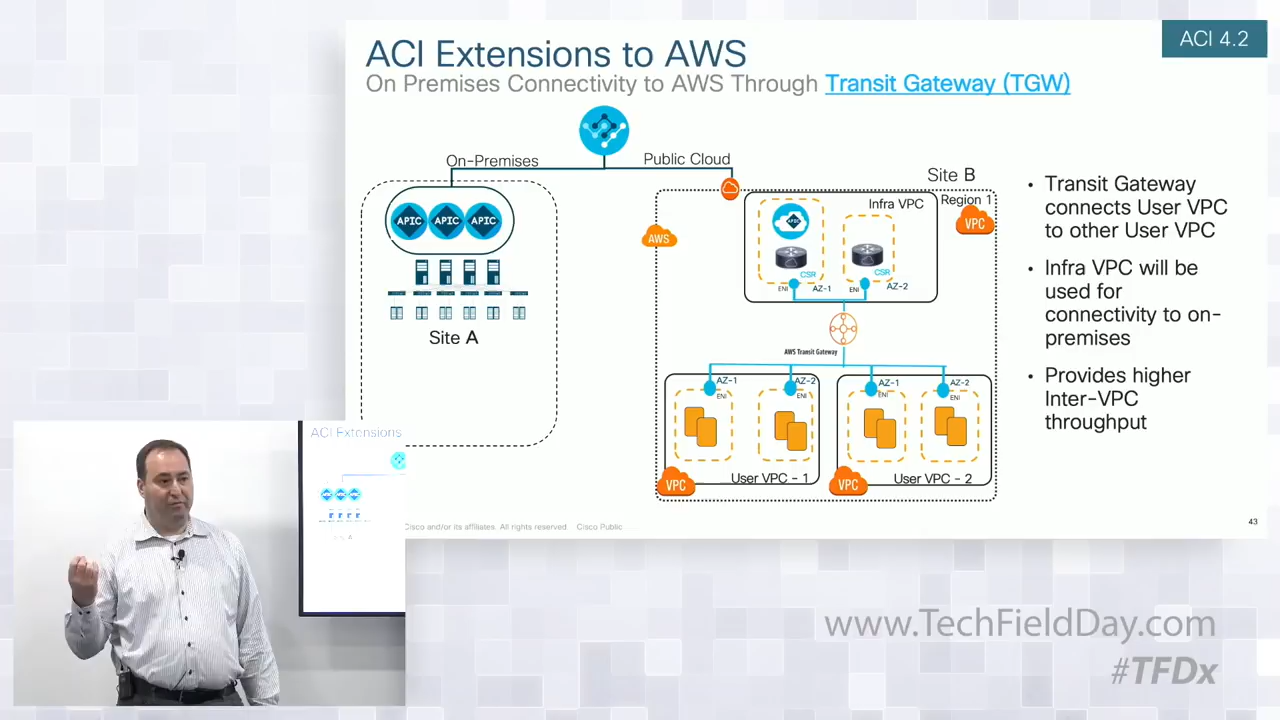 ACI 4.2
ACI Extensions to AWS
On Premises Connectivity to AWS Through Transit Gateway (TGW)
On-Premises
Public Cloud
Site B
APIC APIC APIC
Site A
AWS
Infra VPC
Region 1
VPC
APIC
CSR
CSR
ENI
AZ-1
ENI
AZ-2
AWS Transit Gateway
AZ-1
ENI
AZ-2
ENI
AZ-1
ENI
AZ-2
ENI
VPC
User VPC - 1
VPC
User VPC - 2
• Transit Gateway
connects User VPC
to other User VPC
• Infra VPC will be
used for
connectivity to on-
premises
• Provides higher
Inter-VPC
throughput
Cisco and/or its affiliates. All rights reserved. Cisco Public
43
ACI Extensions
www.TechFieldDay.com
#TFDx